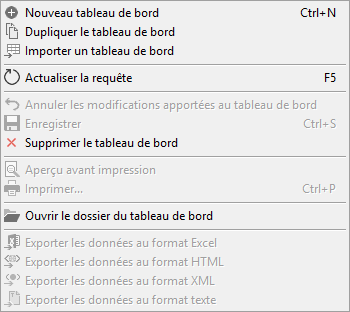 Nouveau tableau de bord Ctrl+N
Dupliquer le tableau de bord
Importer un tableau de bord
Actualiser la requête F5
Annuler les modifications apportées au tableau de bord
Enregistrer Ctrl+S
Supprimer le tableau de bord
Aperçu avant impression
Imprimer... Ctrl+P
Ouvrir le dossier du tableau de bord
Exporter les données au format Excel
Exporter les données au format HTML
Exporter les données au format XML
Exporter les données au format texte